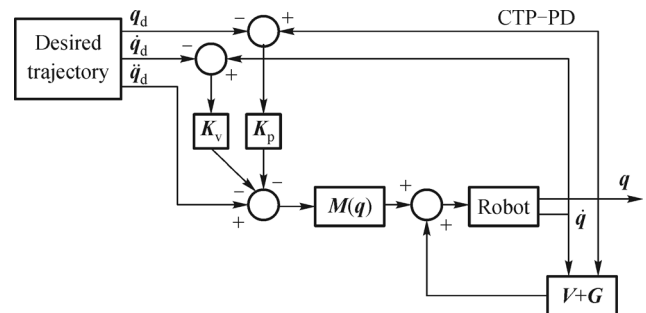 CTP-PD
Desired
trajectory
q_d
q̇_d
q̈_d
− +
− +
K_v
K_p
− −
+
M(q)
+
+
Robot
q
q̇
V+G